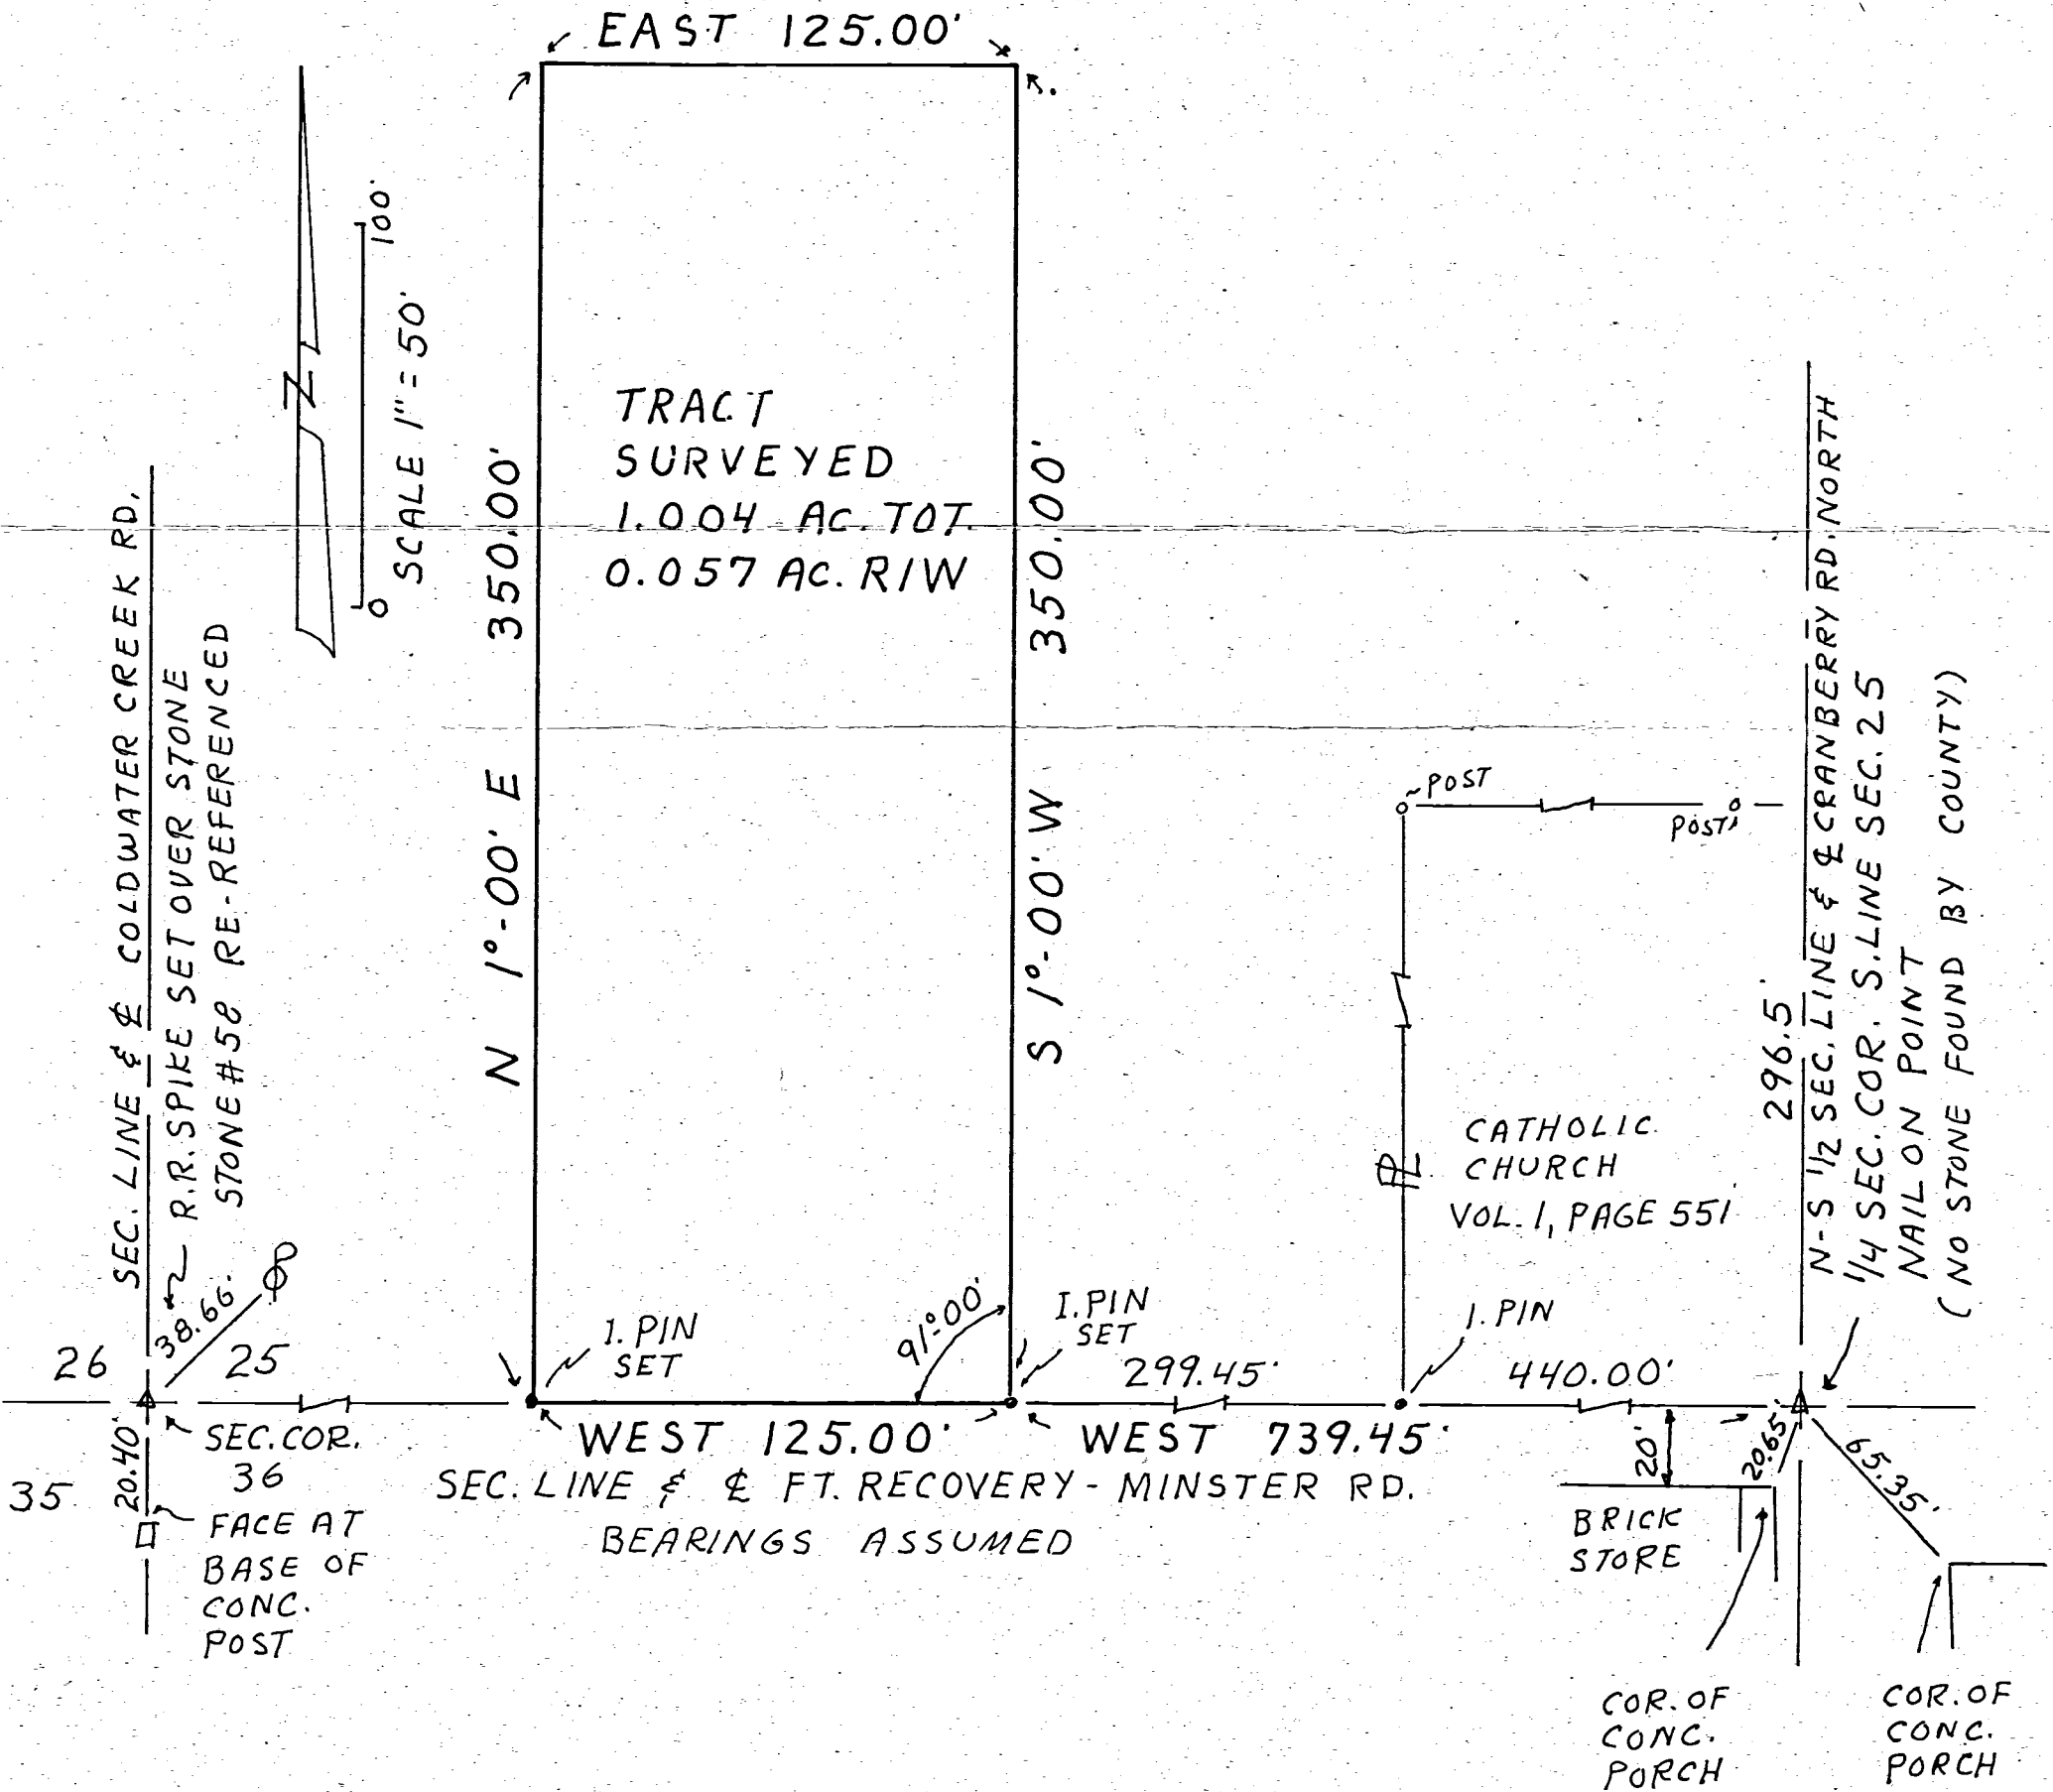 EAST 125.00'
100'
0
SCALE 1" = 50'
N
TRACT
SURVEYED
1.004 AC. TOT.
0.057 AC. R/W
N 1°-00' E 350.00'
S 1°-00' W 350.00'
SEC. LINE & ℄ COLDWATER CREEK RD.
R.R. SPIKE SET OVER STONE
STONE #58 RE-REFERENCED
38.66'
26
25
SEC. COR.
36
35
20.40'
FACE AT
BASE OF
CONC.
POST
I. PIN
SET
91°00'
I. PIN
SET
299.45'
I. PIN
440.00'
WEST 125.00'
WEST 739.45'
SEC. LINE & ℄ FT. RECOVERY - MINSTER RD.
BEARINGS ASSUMED
POST
POST
CATHOLIC
CHURCH
VOL. 1, PAGE 551
PL
296.5'
N-S 1/2 SEC. LINE & ℄ CRANBERRY RD. NORTH
1/4 SEC. COR. S. LINE SEC. 25
NAIL ON POINT
(NO STONE FOUND BY COUNTY)
20'
20.65'
65.35'
BRICK
STORE
COR. OF
CONC.
PORCH
COR. OF
CONC.
PORCH